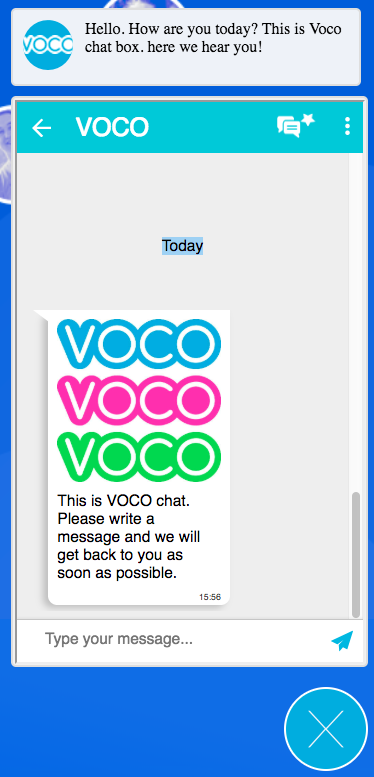 VOCO
Hello. How are you today? This is Voco
chat box. here we hear you!
VOCO
Today
VOCO
VOCO
VOCO
This is VOCO chat.
Please write a
message and we will
get back to you as
soon as possible.
15:56
Type your message...